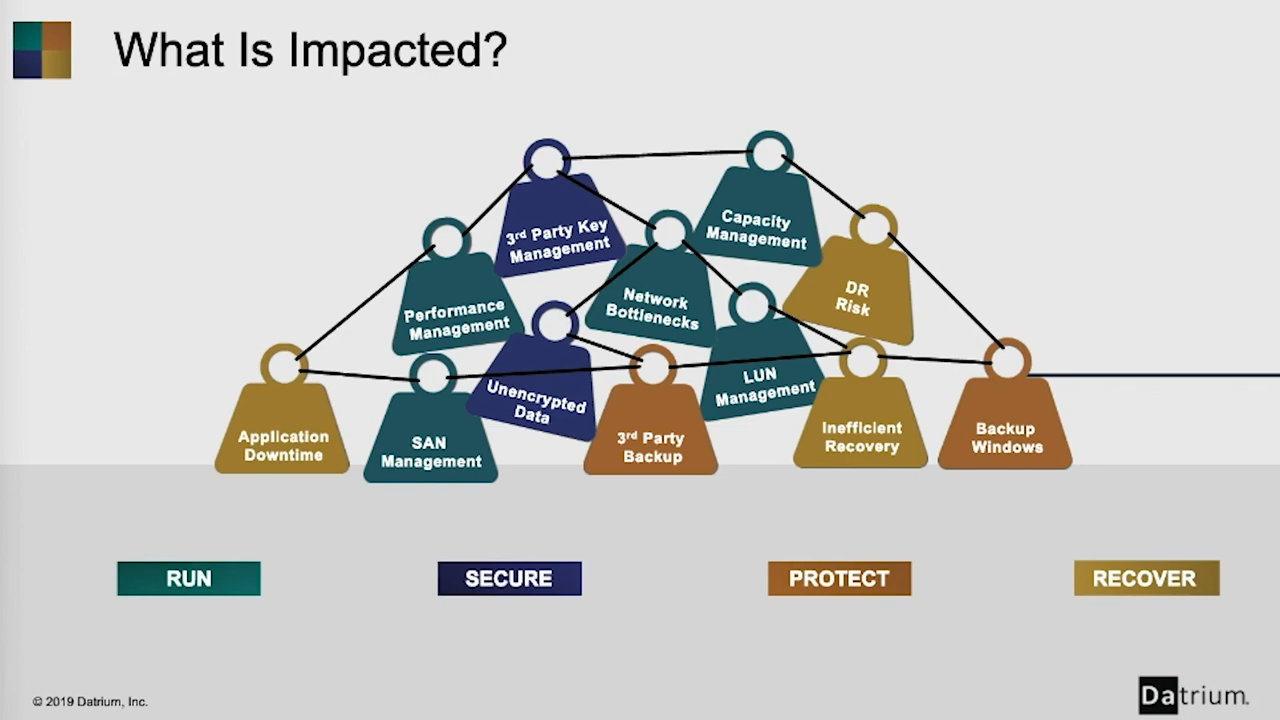 What Is Impacted?
3rd Party Key
Management
Capacity
Management
Performance
Management
Network
Bottlenecks
DR
Risk
Unencrypted
Data
LUN
Management
Application
Downtime
SAN
Management
3rd Party
Backup
Inefficient
Recovery
Backup
Windows
RUN
SECURE
PROTECT
RECOVER
© 2019 Datrium, Inc.
Datrium